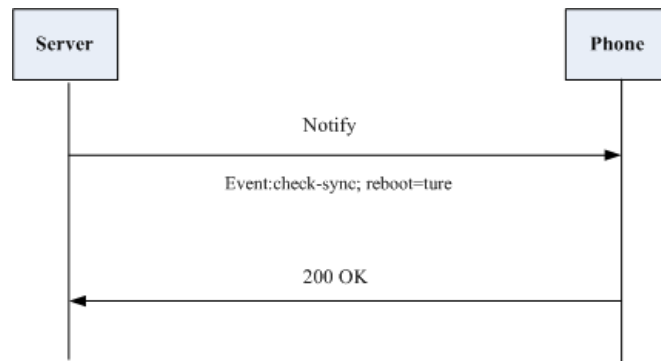 Server
Phone
Notify
Event:check-sync; reboot=ture
200 OK